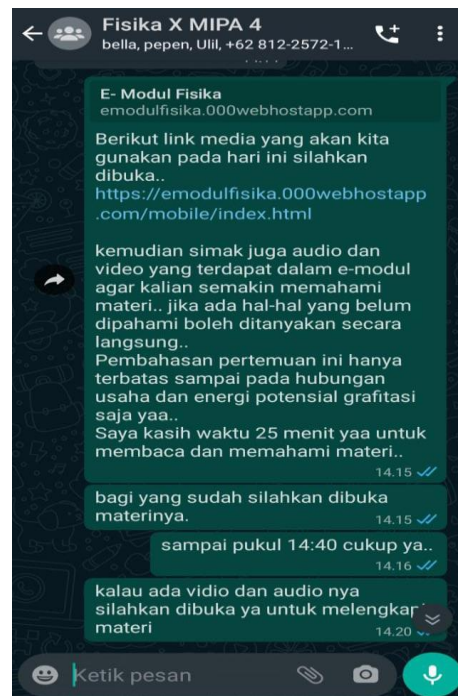 Fisika X MIPA 4
bella, pepen, Ulil, +62 812-2572-1...
E- Modul Fisika
emodulfisika.000webhostapp.com
Berikut link media yang akan kita
gunakan pada hari ini silahkan
dibuka..
https://emodulfisika.000webhostapp
.com/mobile/index.html
kemudian simak juga audio dan
video yang terdapat dalam e-modul
agar kalian semakin memahami
materi.. jika ada hal-hal yang belum
dipahami boleh ditanyakan secara
langsung..
Pembahasan pertemuan ini hanya
terbatas sampai pada hubungan
usaha dan energi potensial grafitasi
saja yaa..
Saya kasih waktu 25 menit yaa untuk
membaca dan memahami materi..
14.15
bagi yang sudah silahkan dibuka
materinya.
14.15
sampai pukul 14:40 cukup ya..
14.16
kalau ada vidio dan audio nya
silahkan dibuka ya untuk melengkapi
materi
14.20
Ketik pesan